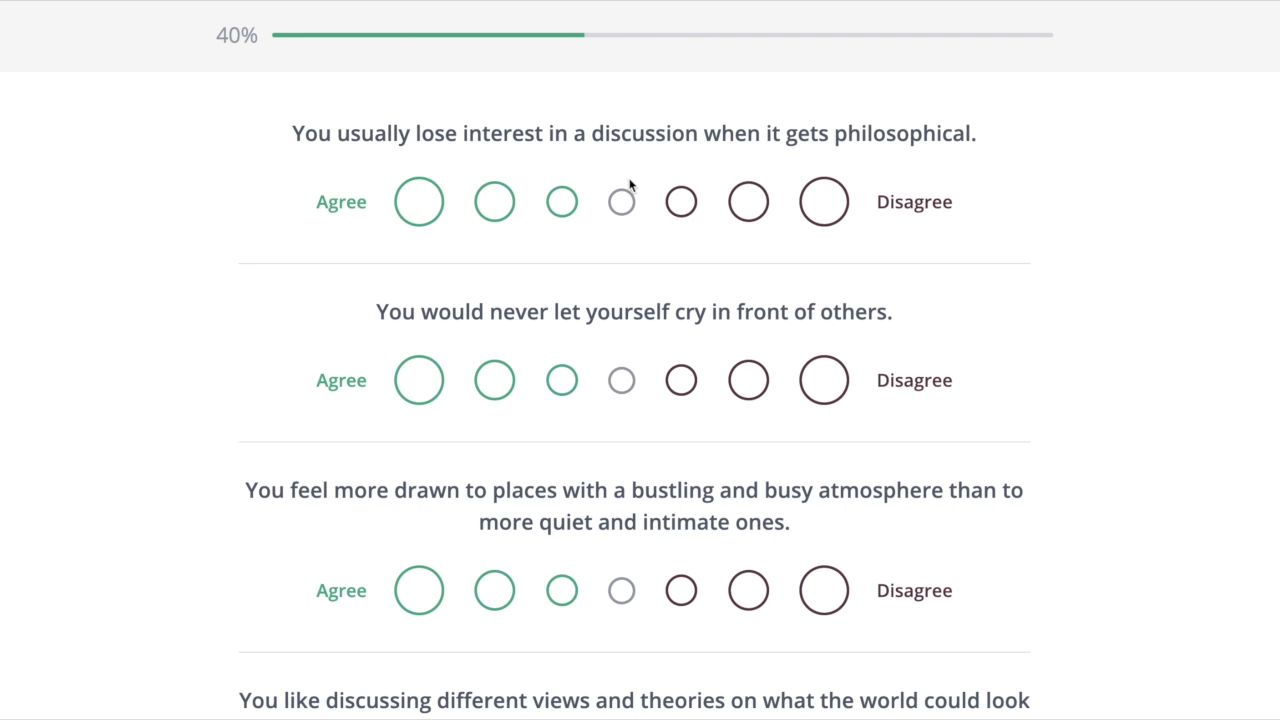 40%
You usually lose interest in a discussion when it gets philosophical.
Agree Disagree
You would never let yourself cry in front of others.
Agree Disagree
You feel more drawn to places with a bustling and busy atmosphere than to
more quiet and intimate ones.
Agree Disagree
You like discussing different views and theories on what the world could look